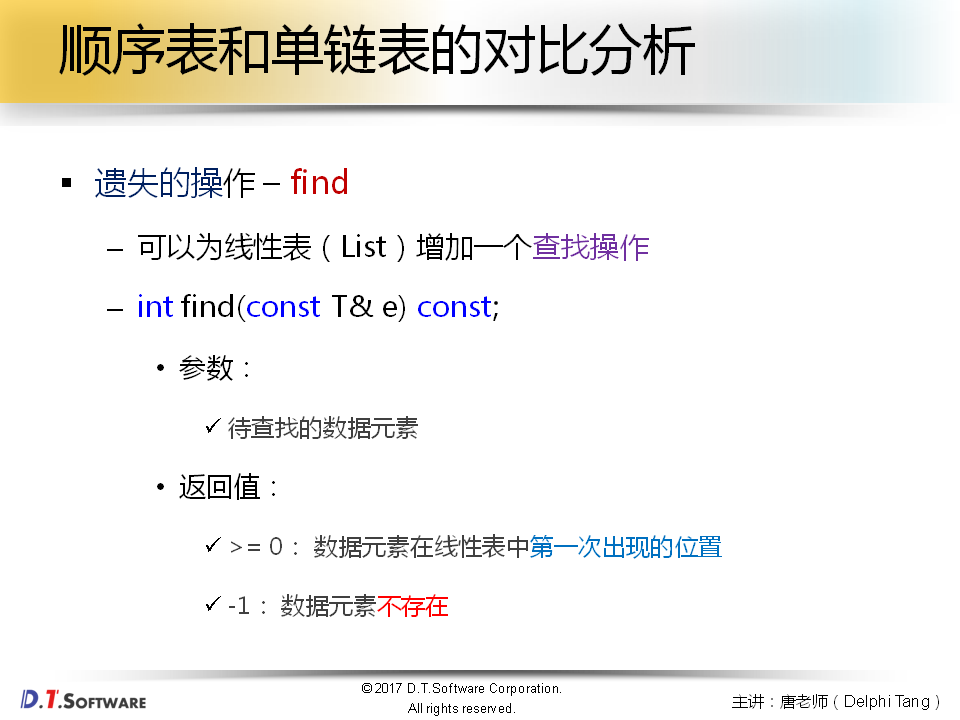 顺序表和单链表的对比分析
▪ 遗失的操作 – find
– 可以为线性表（List）增加一个查找操作
– int find(const T& e) const;
• 参数：
✓ 待查找的数据元素
• 返回值：
✓ >= 0： 数据元素在线性表中第一次出现的位置
✓ -1： 数据元素不存在
D.T.SOFTWARE
©2017 D.T.Software Corporation.
All rights reserved.
主讲：唐老师（Delphi Tang）